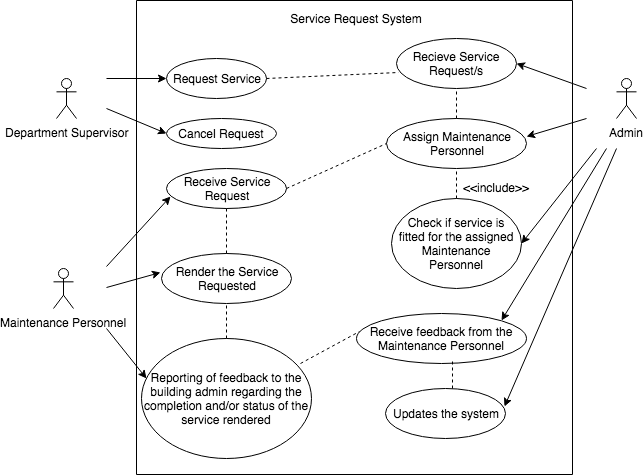 Service Request System
Request Service
Recieve Service
Request/s
Department Supervisor
Cancel Request
Assign Maintenance
Personnel
Admin
Receive Service
Request
<<include>>
Check if service is
fitted for the assigned
Maintenance
Personnel
Render the Service
Requested
Maintenance Personnel
Receive feedback from the
Maintenance Personnel
Reporting of feedback to the
building admin regarding the
completion and/or status of the
service rendered
Updates the system